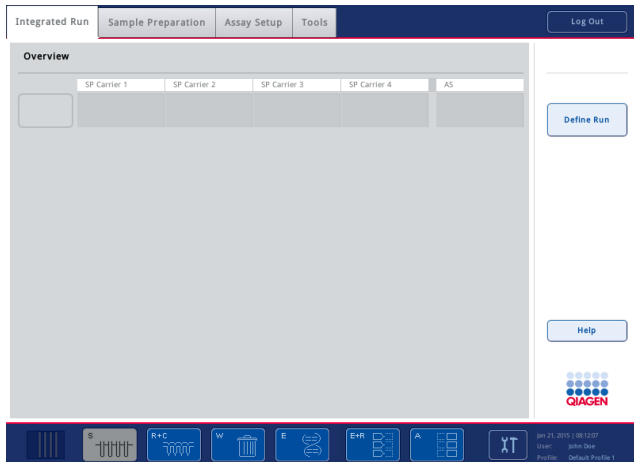 Integrated Run Sample Preparation Assay Setup Tools Log Out
Overview
SP Carrier 1 SP Carrier 2 SP Carrier 3 SP Carrier 4 AS
Define Run
Help
QIAGEN
S R+C W E E+R A
Jan 21, 2015 | 08:12:07
User: John Doe
Profile: Default Profile 1